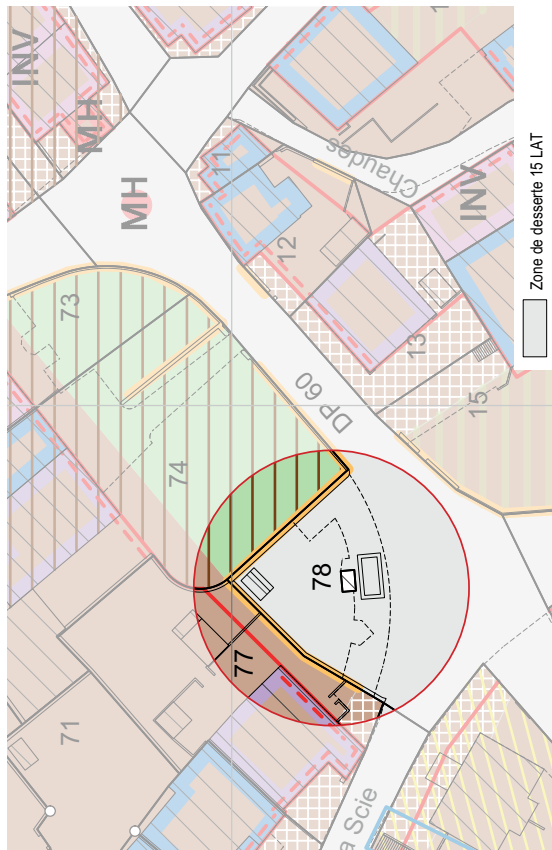 INV
MH
MH
73
11
Chaudes
12
INV
74
DP 60
13
15
78
77
71
a Scie
Zone de desserte 15 LAT